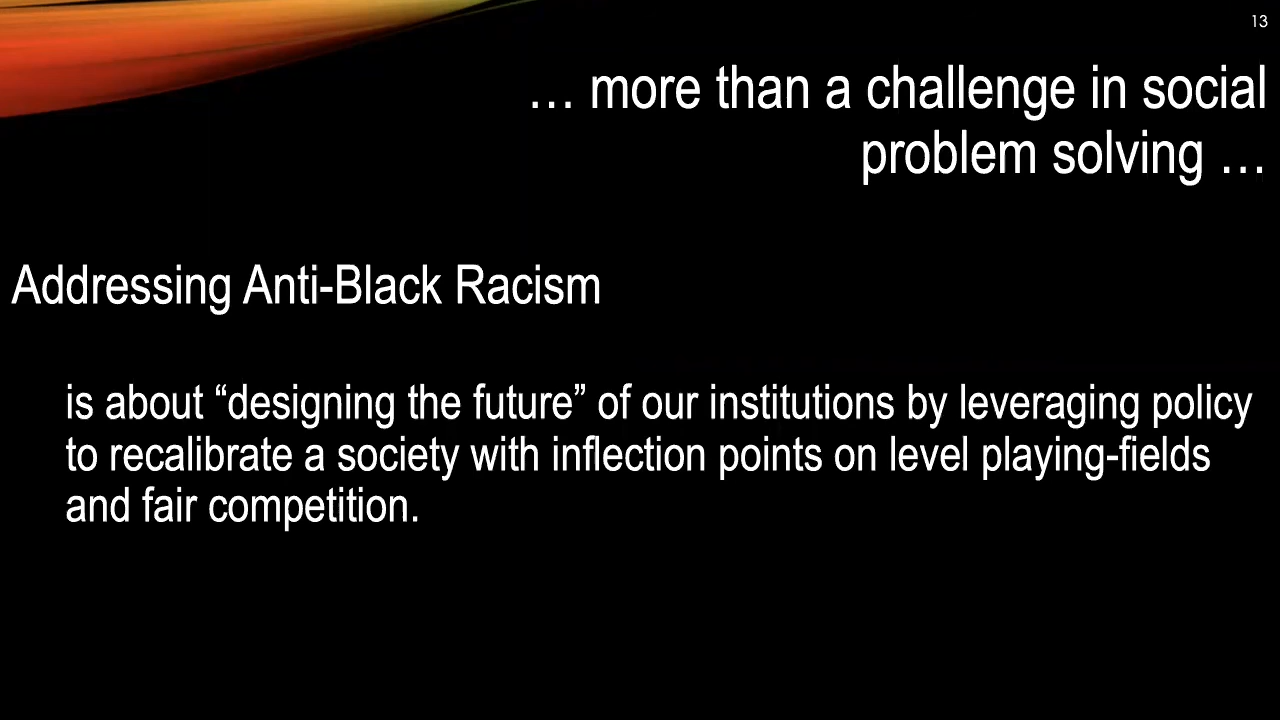 13
… more than a challenge in social
problem solving …
Addressing Anti-Black Racism
is about “designing the future” of our institutions by leveraging policy
to recalibrate a society with inflection points on level playing-fields
and fair competition.